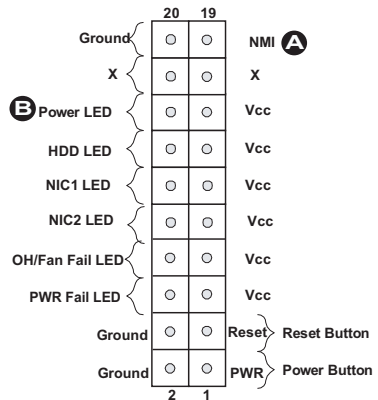 20 19
Ground NMI A
X X
B Power LED Vcc
HDD LED Vcc
NIC1 LED Vcc
NIC2 LED Vcc
OH/Fan Fail LED Vcc
PWR Fail LED Vcc
Ground Reset Reset Button
Ground PWR Power Button
2 1